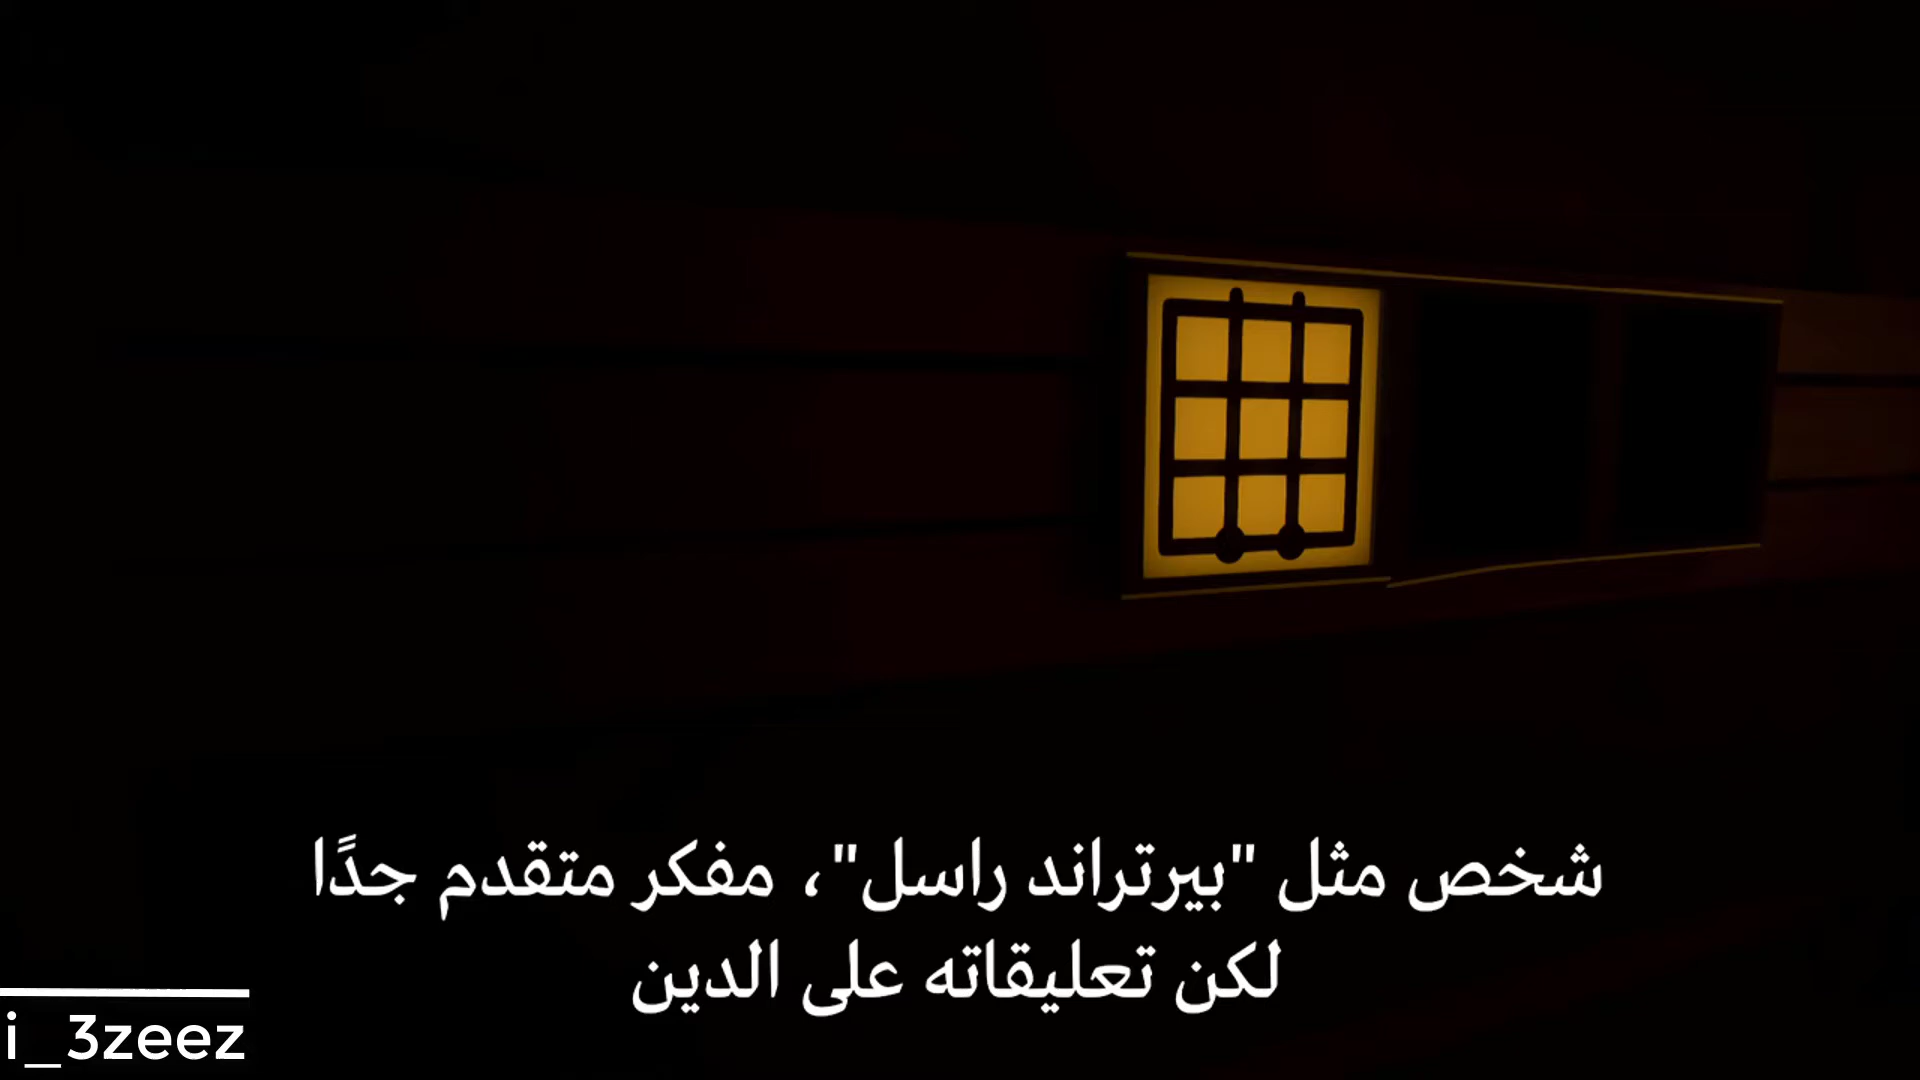 شخص مثل "بيرتراند راسل"، مفكر متقدم جدًا
لكن تعليقاته على الدين
i_3zeez